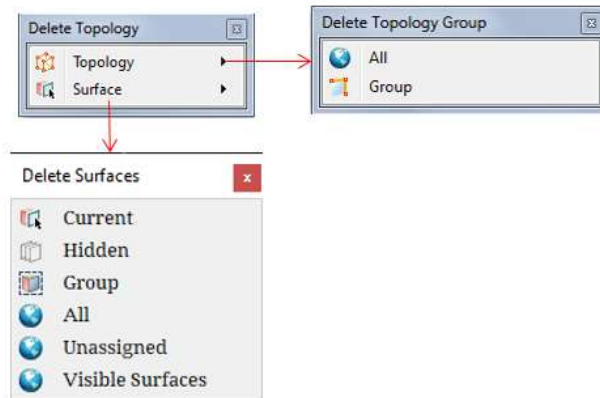 Delete Topology
Topology
Surface
Delete Topology Group
All
Group
Delete Surfaces
Current
Hidden
Group
All
Unassigned
Visible Surfaces